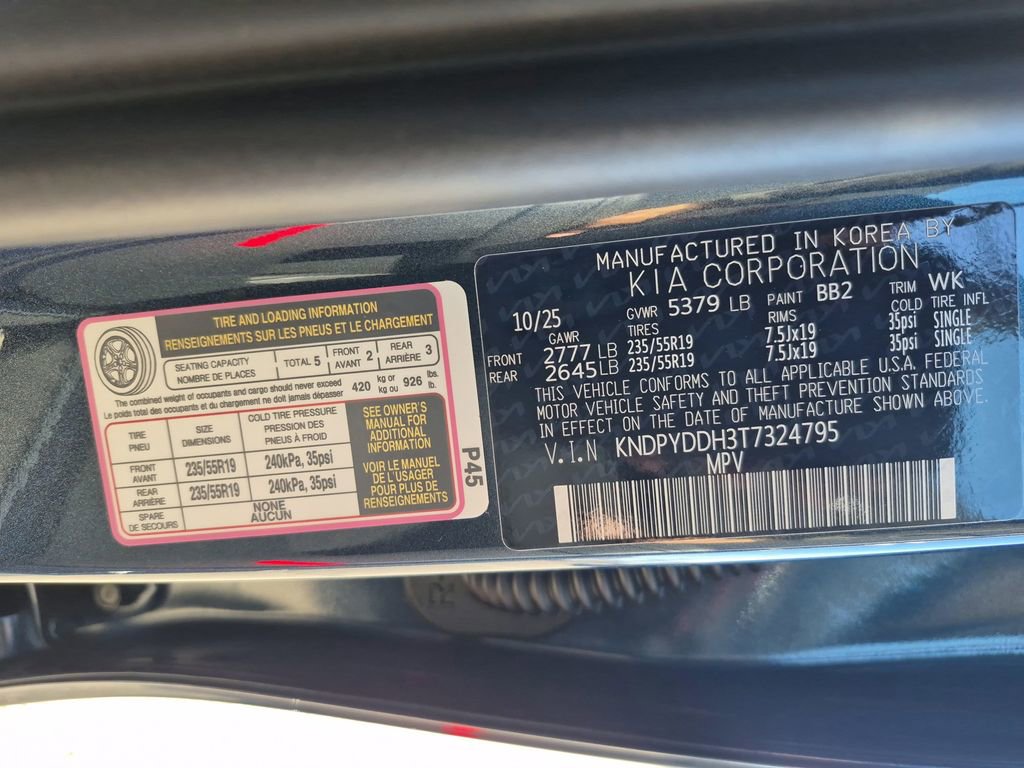 TIRE AND LOADING INFORMATION
RENSEIGNEMENTS SUR LES PNEUS ET LE CHARGEMENT
SEATING CAPACITY
NOMBRE DE PLACES
TOTAL 5
FRONT
AVANT 2
REAR
ARRIÈRE 3
The combined weight of occupants and cargo should never exceed
Le poids total des occupants et du chargement ne doit jamais dépasser
420 kg or
kg ou
926 lbs.
lb.
TIRE
PNEU
SIZE
DIMENSIONS
COLD TIRE PRESSURE
PRESSION DES
PNEUS À FROID
FRONT
AVANT
235/55R19
240kPa, 35psi
REAR
ARRIÈRE
235/55R19
240kPa, 35psi
SPARE
DE SECOURS
NONE
AUCUN
SEE OWNER'S
MANUAL FOR
ADDITIONAL
INFORMATION
VOIR LE MANUEL
DE L'USAGER
POUR PLUS DE
RENSEIGNEMENTS
P45
MANUFACTURED IN KOREA BY
KIA CORPORATION
10/25 GVWR 5379 LB PAINT BB2 TRIM WK
GAWR TIRES RIMS COLD TIRE INFL
FRONT 2777 LB 235/55R19 7.5Jx19 35psi SINGLE
REAR 2645 LB 235/55R19 7.5Jx19 35psi SINGLE
THIS VEHICLE CONFORMS TO ALL APPLICABLE U.S.A. FEDERAL
MOTOR VEHICLE SAFETY AND THEFT PREVENTION STANDARDS
IN EFFECT ON THE DATE OF MANUFACTURE SHOWN ABOVE.
V.I.N KNDPYDDH3T7324795
MPV